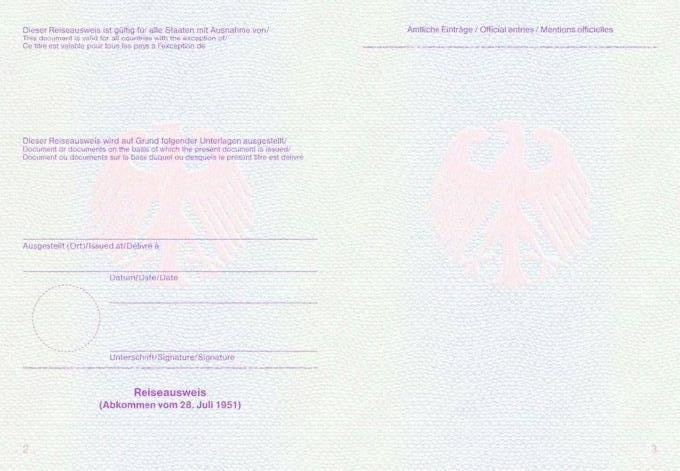 Dieser Reiseausweis ist gültig für alle Staaten mit Ausnahme von/
This document is valid for all countries with the exception of/
Ce titre est valable pour tous les pays à l'exception de
Dieser Reiseausweis wird auf Grund folgender Unterlagen ausgestellt/
Document or documents on the basis of which the present document is issued/
Document ou documents sur la base duquel ou desquels le présent titre est délivré
Ausgestellt (Ort)/Issued at/Délivré à
Datum/Date/Date
Unterschrift/Signature/Signature
Reiseausweis
(Abkommen vom 28. Juli 1951)
2
Amtliche Einträge / Official entries / Mentions officielles
3